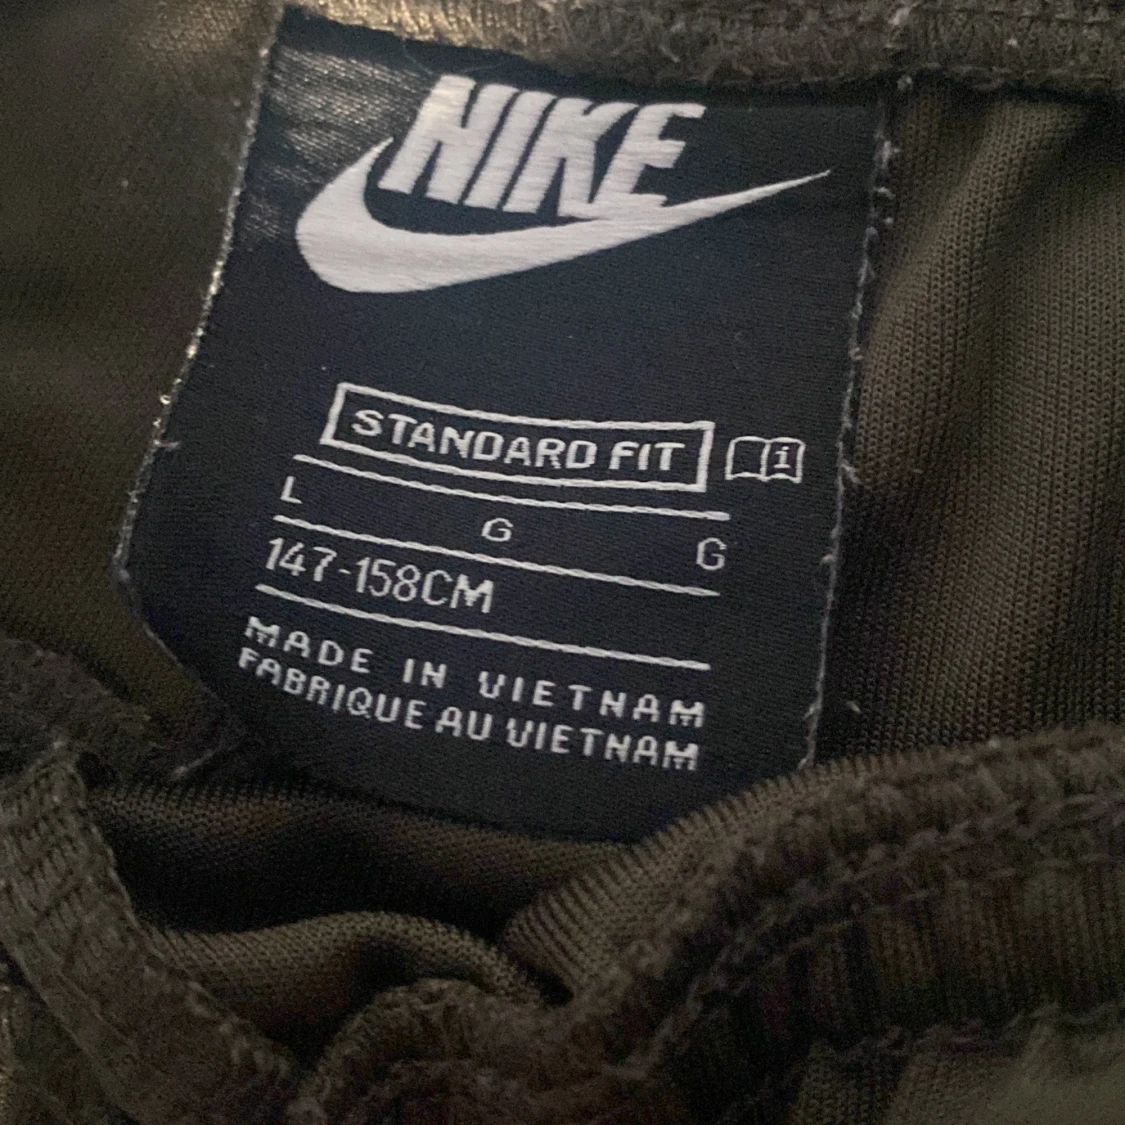 NIKE
STANDARD FIT i
L G G
147-158CM
MADE IN VIETNAM
FABRIQUE AU VIETNAM